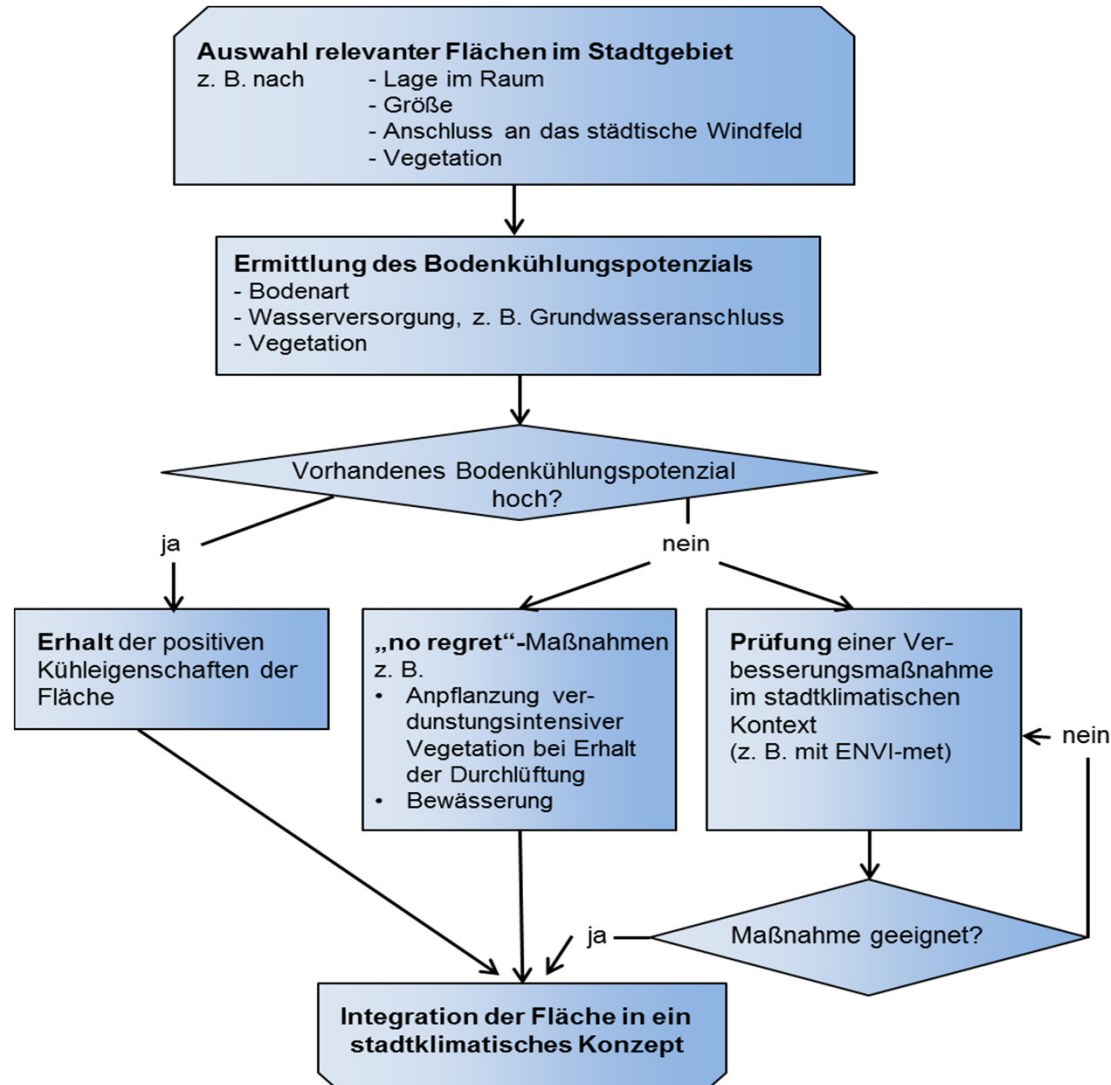 Auswahl relevanter Flächen im Stadtgebiet
z. B. nach - Lage im Raum
- Größe
- Anschluss an das städtische Windfeld
- Vegetation
Ermittlung des Bodenkühlungspotenzials
- Bodenart
- Wasserversorgung, z. B. Grundwasseranschluss
- Vegetation
Vorhandenes Bodenkühlungspotenzial
hoch?
ja
nein
Erhalt der positiven
Kühleigenschaften der
Fläche
„no regret“-Maßnahmen
z. B.
• Anpflanzung ver-
dunstungsintensiver
Vegetation bei Erhalt
der Durchlüftung
• Bewässerung
Prüfung einer Ver-
besserungsmaßnahme
im stadtklimatischen
Kontext
(z. B. mit ENVI-met)
nein
Maßnahme geeignet?
ja
Integration der Fläche in ein
stadtklimatisches Konzept